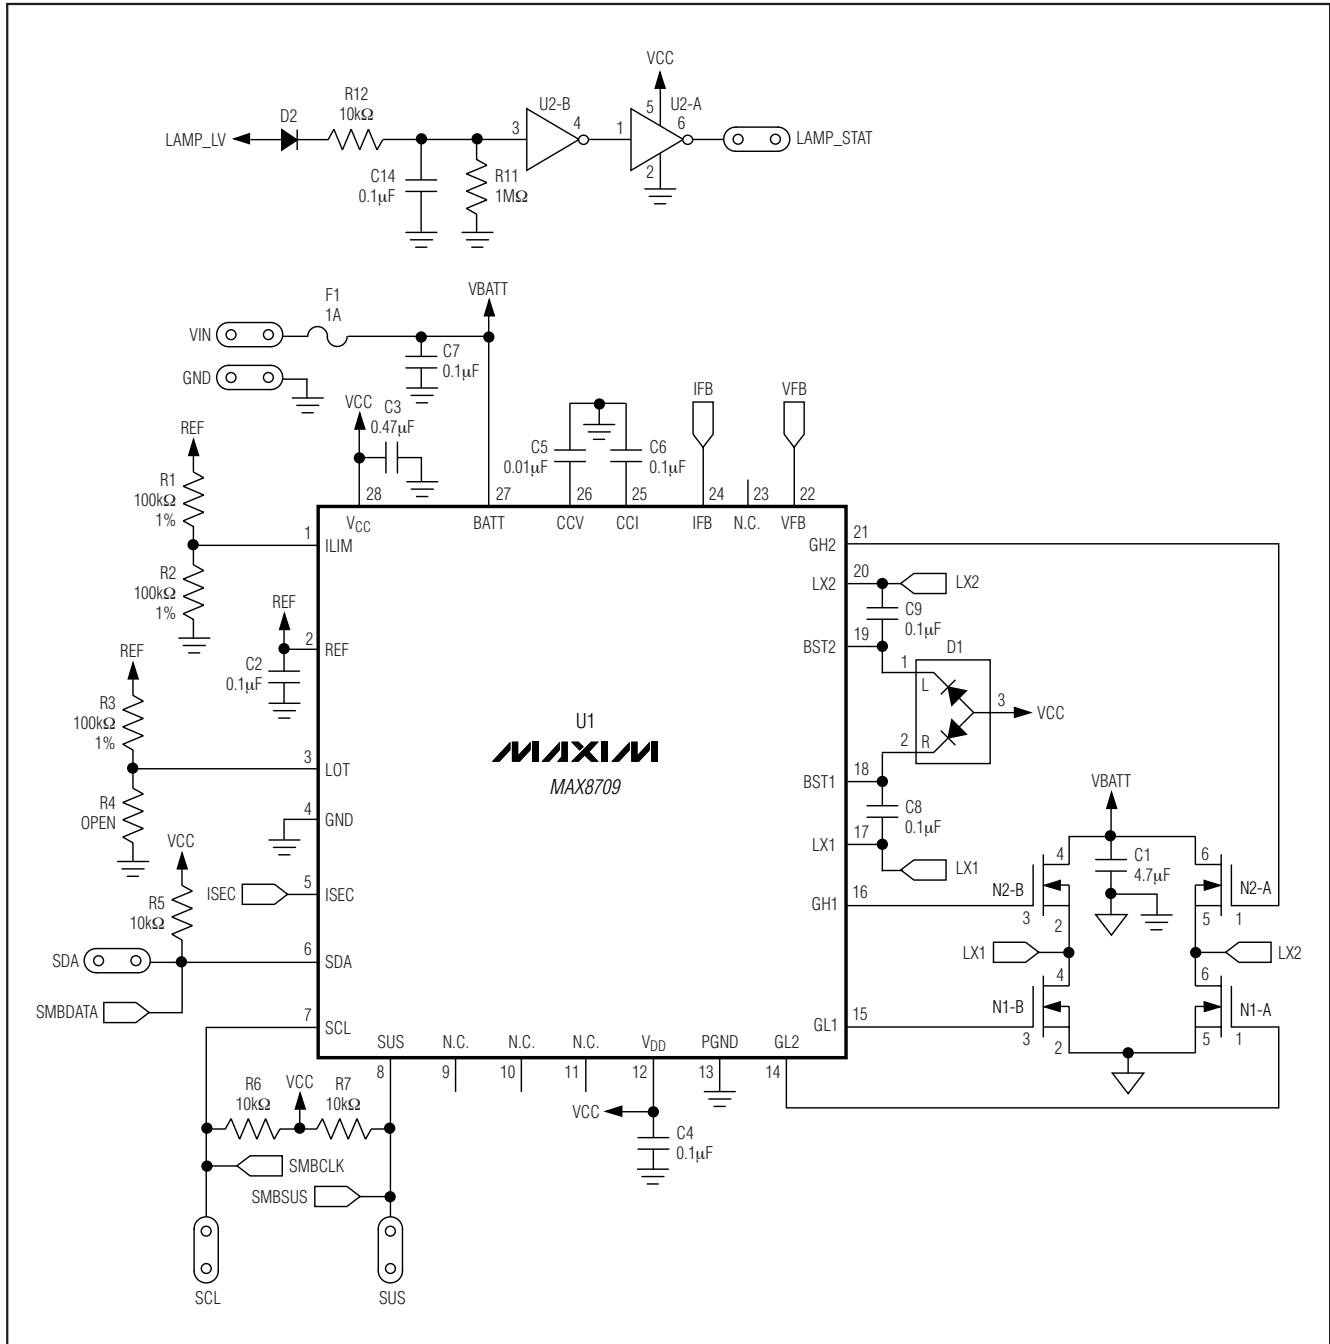 VCC
D2
R12
10kΩ
U2-B
5
U2-A
LAMP_LV
3
4
1
6
LAMP_STAT
2
C14
0.1µF
R11
1MΩ
F1
1A
VBATT
VIN
C7
0.1µF
GND
VCC
C3
0.47µF
IFB
VFB
REF
C5
0.01µF
C6
0.1µF
R1
100kΩ
1%
28
27
26
25
24
23
22
VCC
BATT
CCV
CCI
IFB
N.C.
VFB
1
ILIM
GH2
21
R2
100kΩ
1%
LX2
20
LX2
C9
0.1µF
REF
2
REF
BST2
19
D1
C2
0.1µF
1
L
REF
3
VCC
R3
100kΩ
1%
U1
MAXIM
MAX8709
2
R
3
LOT
BST1
18
R4
OPEN
4
GND
C8
0.1µF
VBATT
VCC
LX1
17
LX1
4
C1
4.7µF
6
ISEC
5
ISEC
GH1
16
N2-B
N2-A
R5
10kΩ
3
2
5
1
SDA
6
SDA
LX1
LX2
4
6
SMBDATA
7
SCL
GL1
15
N1-B
N1-A
3
2
5
1
SUS
N.C.
N.C.
N.C.
VDD
PGND
GL2
8
9
10
11
12
13
14
R6
10kΩ
VCC
R7
10kΩ
VCC
C4
0.1µF
SMBCLK
SMBSUS
SCL
SUS